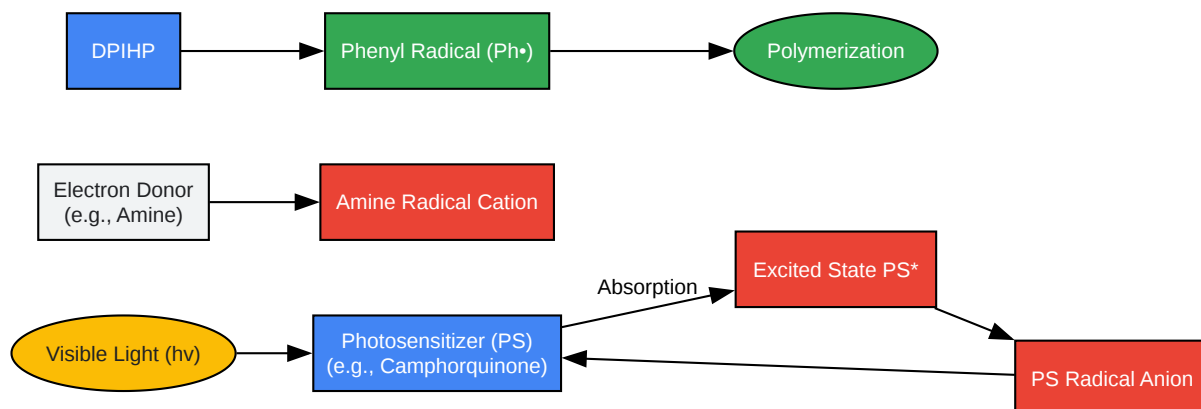 DPIHP
Phenyl Radical (Ph•)
Polymerization
Electron Donor
(e.g., Amine)
Amine Radical Cation
Excited State PS*
Absorption
Visible Light (hv)
Photosensitizer (PS)
(e.g., Camphorquinone)
PS Radical Anion